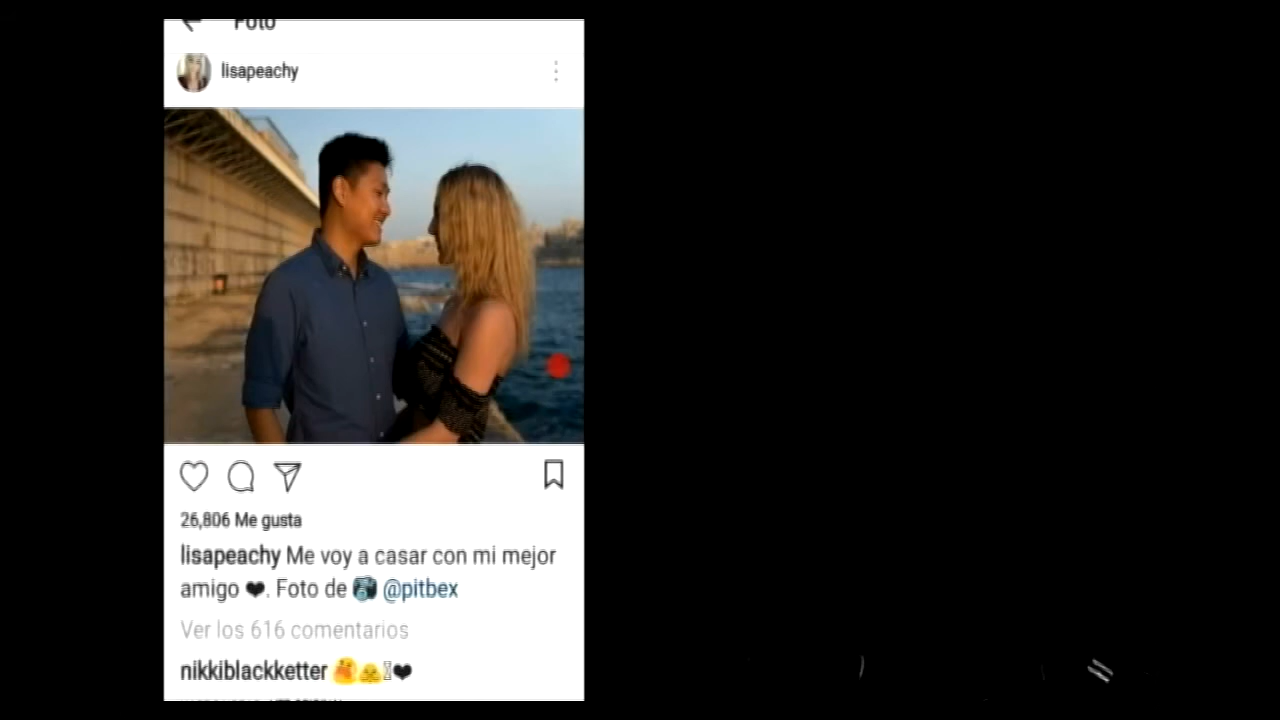 Foto
lisapeachy
26,806 Me gusta
lisapeachy Me voy a casar con mi mejor
amigo ❤. Foto de 📷 @pitbex
Ver los 616 comentarios
nikkiblackketter